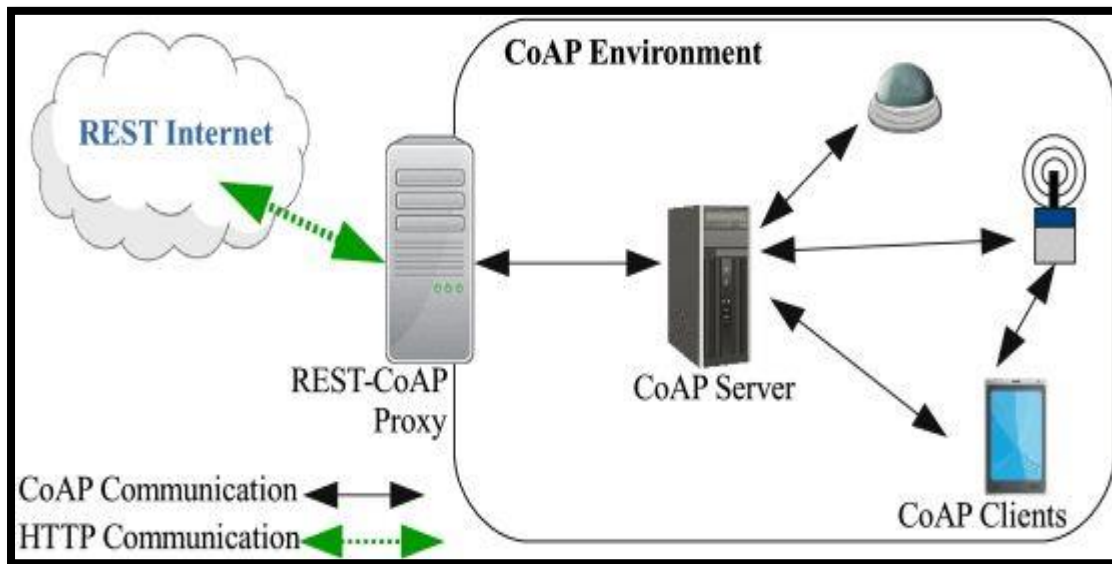 CoAP Environment
REST Internet
REST-CoAP
Proxy
CoAP Server
CoAP Clients
CoAP Communication
HTTP Communication